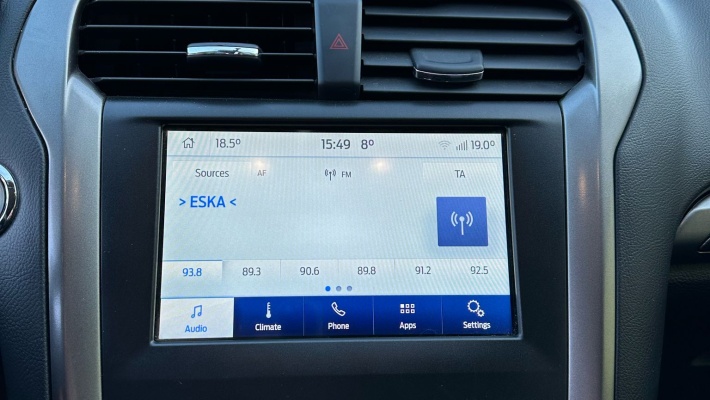 18.5° 15:49 8° 19.0°
Sources AF FM TA
> ESKA <
93.8 89.3 90.6 89.8 91.2 92.5
Audio Climate Phone Apps Settings